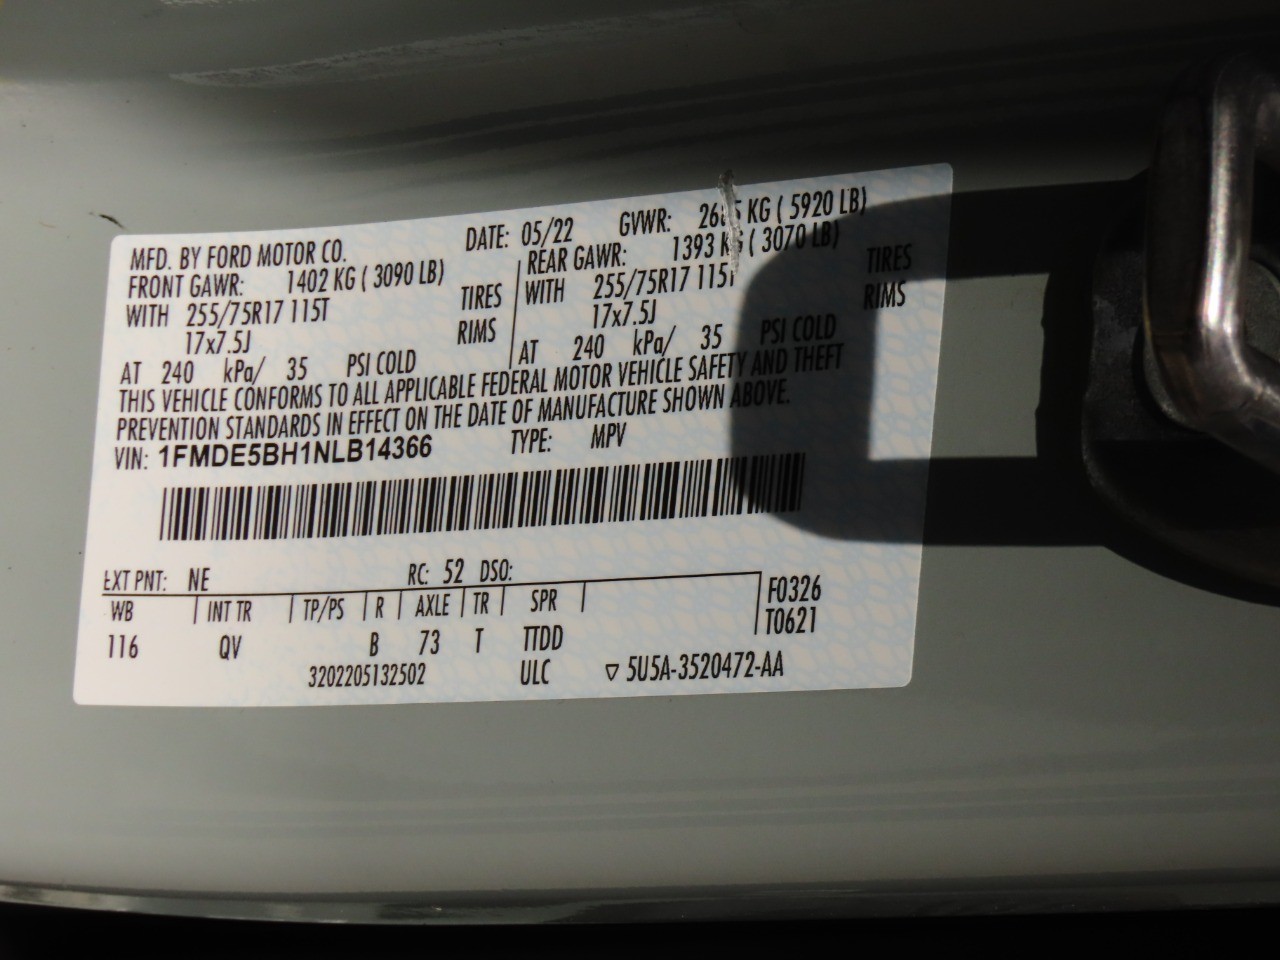 MFD. BY FORD MOTOR CO. DATE: 05/22 GVWR: KG ( 5920 LB)
FRONT GAWR: 1402 KG ( 3090 LB) REAR GAWR: 1393 KG ( 3070 LB)
WITH 255/75R17 115T TIRES WITH 255/75R17 115T TIRES
17x7.5J RIMS 17x7.5J RIMS
AT 240 kPa/ 35 PSI COLD AT 240 kPa/ 35 PSI COLD
THIS VEHICLE CONFORMS TO ALL APPLICABLE FEDERAL MOTOR VEHICLE SAFETY AND THEFT
PREVENTION STANDARDS IN EFFECT ON THE DATE OF MANUFACTURE SHOWN ABOVE.
VIN: 1FMDE5BH1NLB14366 TYPE: MPV
EXT PNT: NE RC: 52 DSO:
WB INT TR TP/PS R AXLE TR SPR F0326
T0621
116 QV B 73 T TTDD
3202205132502 ULC ▽ 5U5A-3520472-AA